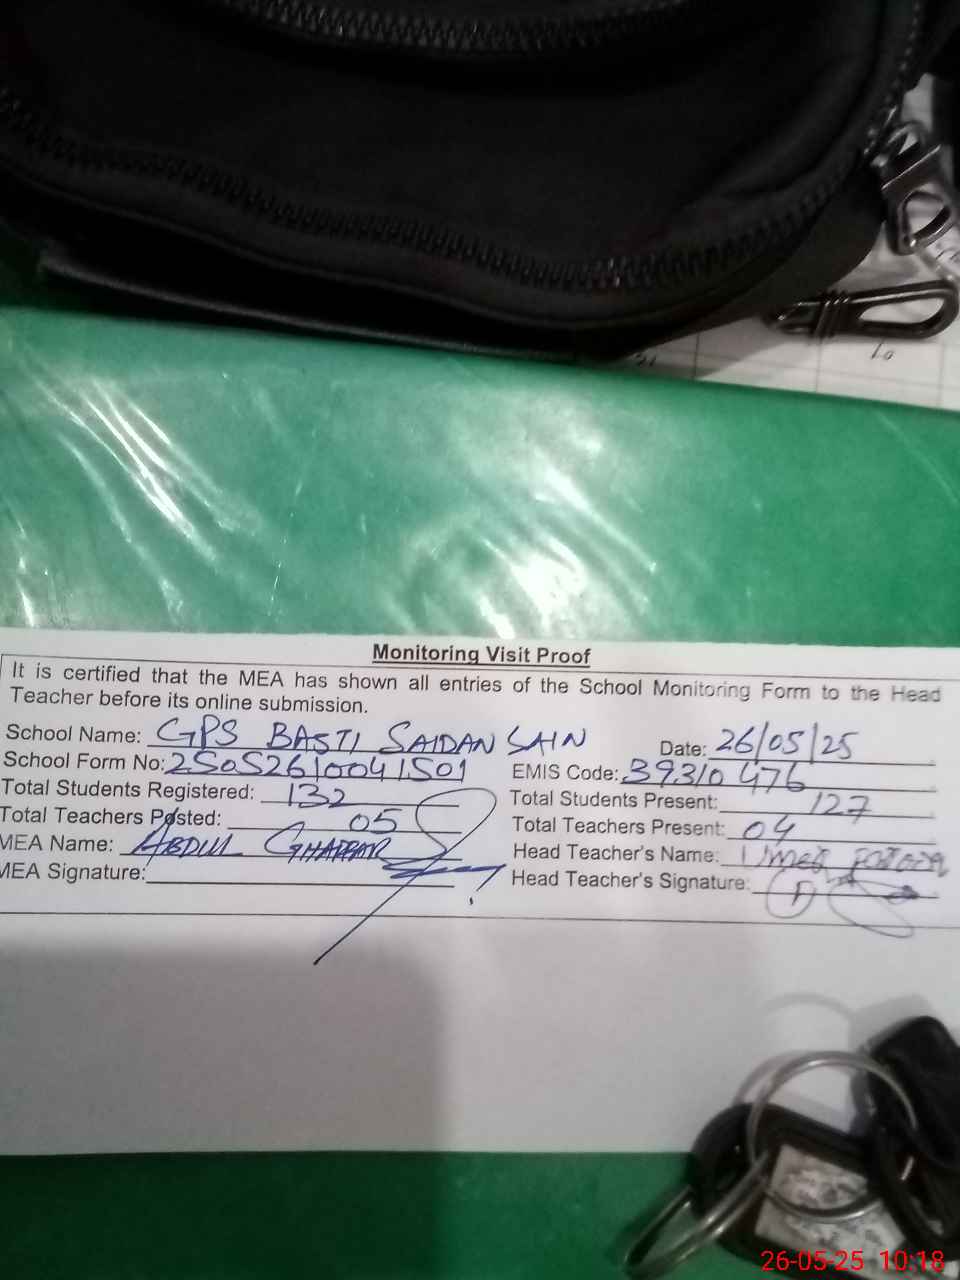 Monitoring Visit Proof
It is certified that the MEA has shown all entries of the School Monitoring Form to the Head
Teacher before its online submission.
School Name: GPS BASTI SAIDAN SAIN Date: 26/05/25
School Form No: 25052610041501 EMIS Code: 39310476
Total Students Registered: 132 Total Students Present: 127
Total Teachers Posted: 05 Total Teachers Present: 04
MEA Name: ABDUL GHAFFAR Head Teacher's Name:
MEA Signature: Head Teacher's Signature:
26-05-25 10:18